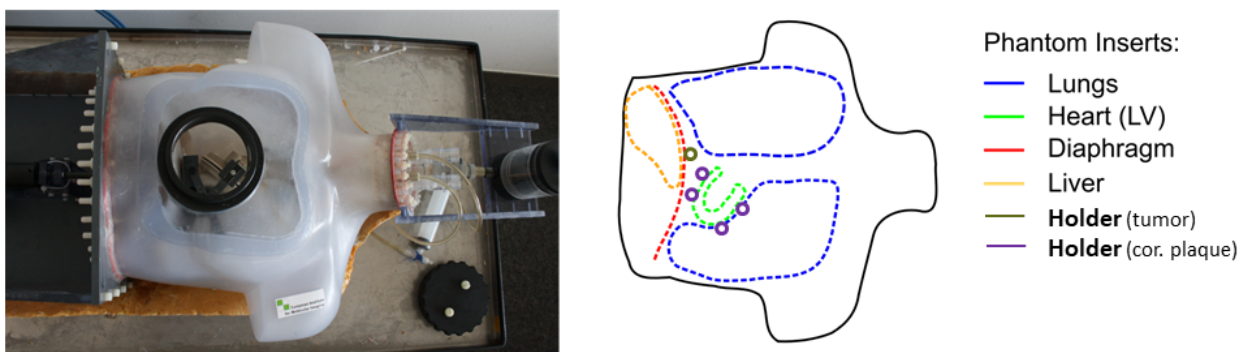 Phantom Inserts:
Lungs
Heart (LV)
Diaphragm
Liver
Holder (tumor)
Holder (cor. plaque)